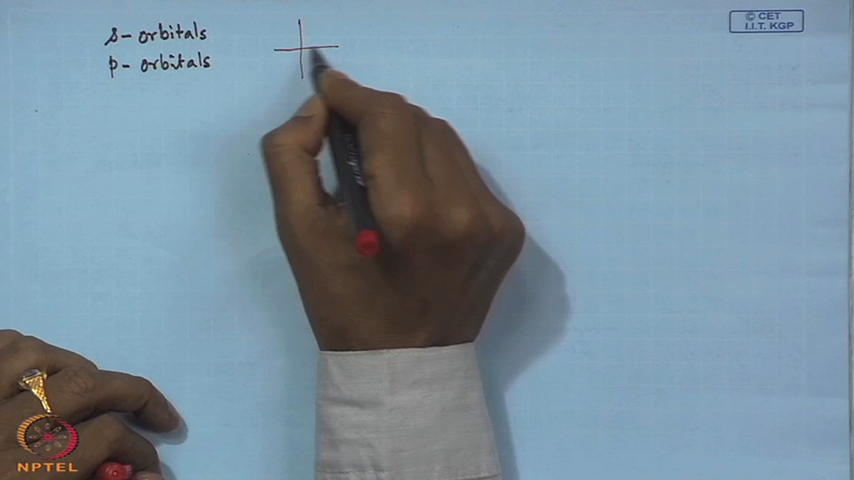 s- orbitals
p- orbitals
© CET
I.I.T. KGP
NPTEL